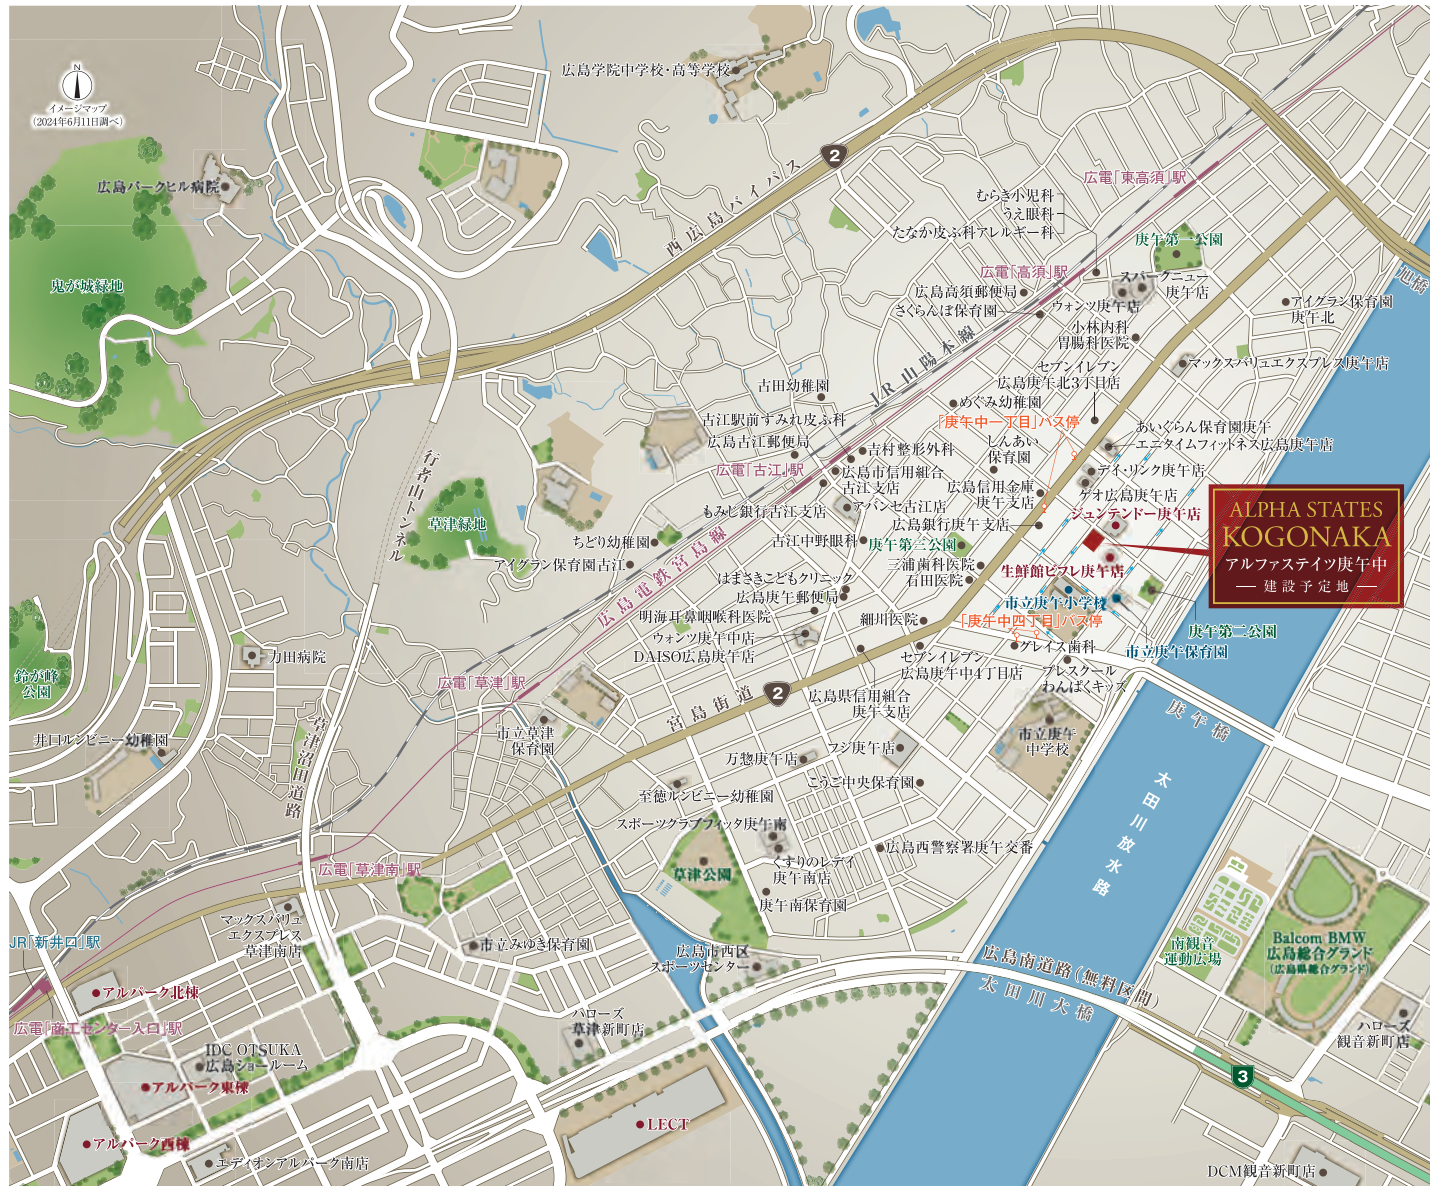 N
イメージマップ
(2024年6月11日調べ)
広島学院中学校・高等学校
2
西広島バイパス
広電「東高須」駅
広島パークヒル病院
むらき小児科
うえ眼科
たなか皮ふ科アレルギー科
庚午第一公園
旭橋
鬼が城緑地
広電「高須」駅
スパークニュー
庚午店
広島高須郵便局
さくらんぼ保育園
ウォンツ庚午店
アイグラン保育園
庚午北
小林内科
胃腸科医院
JR山陽本線
マックスバリュエクスプレス庚午店
セブンイレブン
広島庚午北3丁目店
古田幼稚園
めぐみ幼稚園
「庚午中一丁目」バス停
古江駅前すみれ皮ふ科
広島古江郵便局
あいぐらん保育園庚午
エニタイムフィットネス広島庚午店
しんあい
保育園
吉村整形外科
広電「古江」駅
広島市信用組合
古江支店
デイ・リンク庚午店
広島信用金庫
庚午支店
ゲオ広島庚午店
行者山トンネル
もみじ銀行古江支店
アバンセ古江店
ジュンテンドー庚午店
草津緑地
広島銀行庚午支店
ALPHA STATES
KOGONAKA
アルファステイツ庚午中
建設予定地
ちどり幼稚園
古江中野眼科
庚午第三公園
広島電鉄宮島線
アイグラン保育園古江
三浦歯科医院
石田医院
生鮮館ビフレ庚午店
はまさきこどもクリニック
広島庚午郵便局
市立庚午小学校
明海耳鼻咽喉科医院
細川医院
「庚午中四丁目」バス停
庚午第二公園
ウォンツ庚午中店
DAISO広島庚午店
グレイス歯科
市立庚午保育園
力田病院
セブンイレブン
広島庚午中4丁目店
プレスクール
わんぱくキッズ
鈴が峰
公園
広電「草津」駅
宮島街道
2
広島県信用組合
庚午支店
庚午橋
草津沼田道路
市立草津
保育園
市立庚午
中学校
井口ルンビニー幼稚園
万惣庚午店
フジ庚午店
太田川放水路
こうご中央保育園
至徳ルンビニー幼稚園
スポーツクラブフィッタ庚午南
広島西警察署庚午交番
くすりのレデイ
庚午南店
草津公園
広電「草津南」駅
庚午南保育園
マックスバリュ
エクスプレス
草津南店
JR「新井口」駅
市立みゆき保育園
広島市西区
スポーツセンター
広島南道路(無料区間)
太田川大橋
南観音
運動広場
Balcom BMW
広島総合グランド
(広島県総合グランド)
アルパーク北棟
広電「商工センター入口」駅
ハローズ
草津新町店
ハローズ
観音新町店
IDC OTSUKA
広島ショールーム
3
アルパーク東棟
LECT
アルパーク西棟
エディオンアルパーク南店
DCM観音新町店